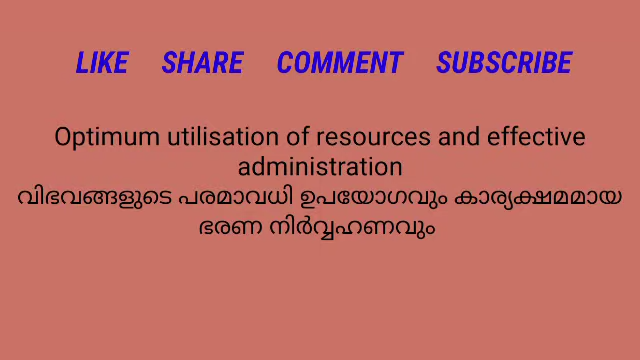 LIKE SHARE COMMENT SUBSCRIBE
Optimum utilisation of resources and effective
administration
വിഭവങ്ങളുടെ പരമാവധി ഉപയോഗവും കാര്യക്ഷമമായ
ഭരണ നിർവ്വഹണവും